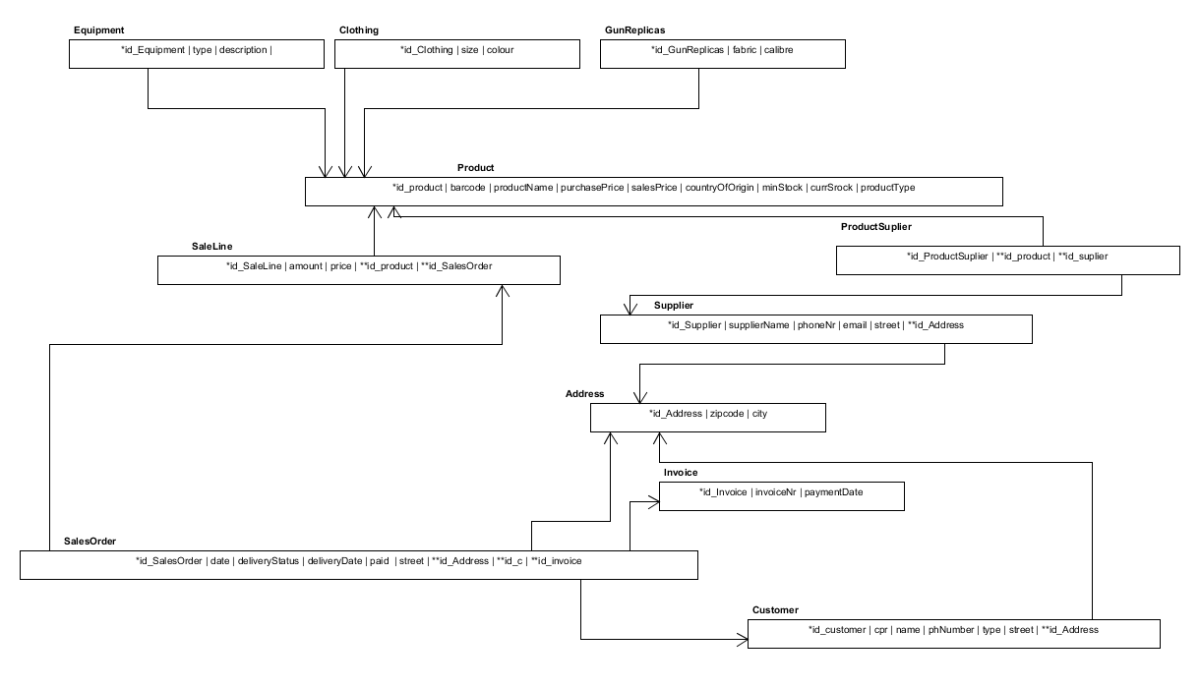 Equipment
*id_Equipment | type | description |
Clothing
*id_Clothing | size | colour
GunReplicas
*id_GunReplicas | fabric | calibre
Product
*id_product | barcode | productName | purchasePrice | salesPrice | countryOfOrigin | minStock | currSrock | productType
ProductSuplier
*id_ProductSuplier | **id_product | **id_suplier
SaleLine
*id_SaleLine | amount | price | **id_product | **id_SalesOrder
Supplier
*id_Supplier | supplierName | phoneNr | email | street | **id_Address
Address
*id_Address | zipcode | city
Invoice
*id_Invoice | invoiceNr | paymentDate
SalesOrder
*id_SalesOrder | date | deliveryStatus | deliveryDate | paid | street | **id_Address | **id_c | **id_invoice
Customer
*id_customer | cpr | name | phNumber | type | street | **id_Address